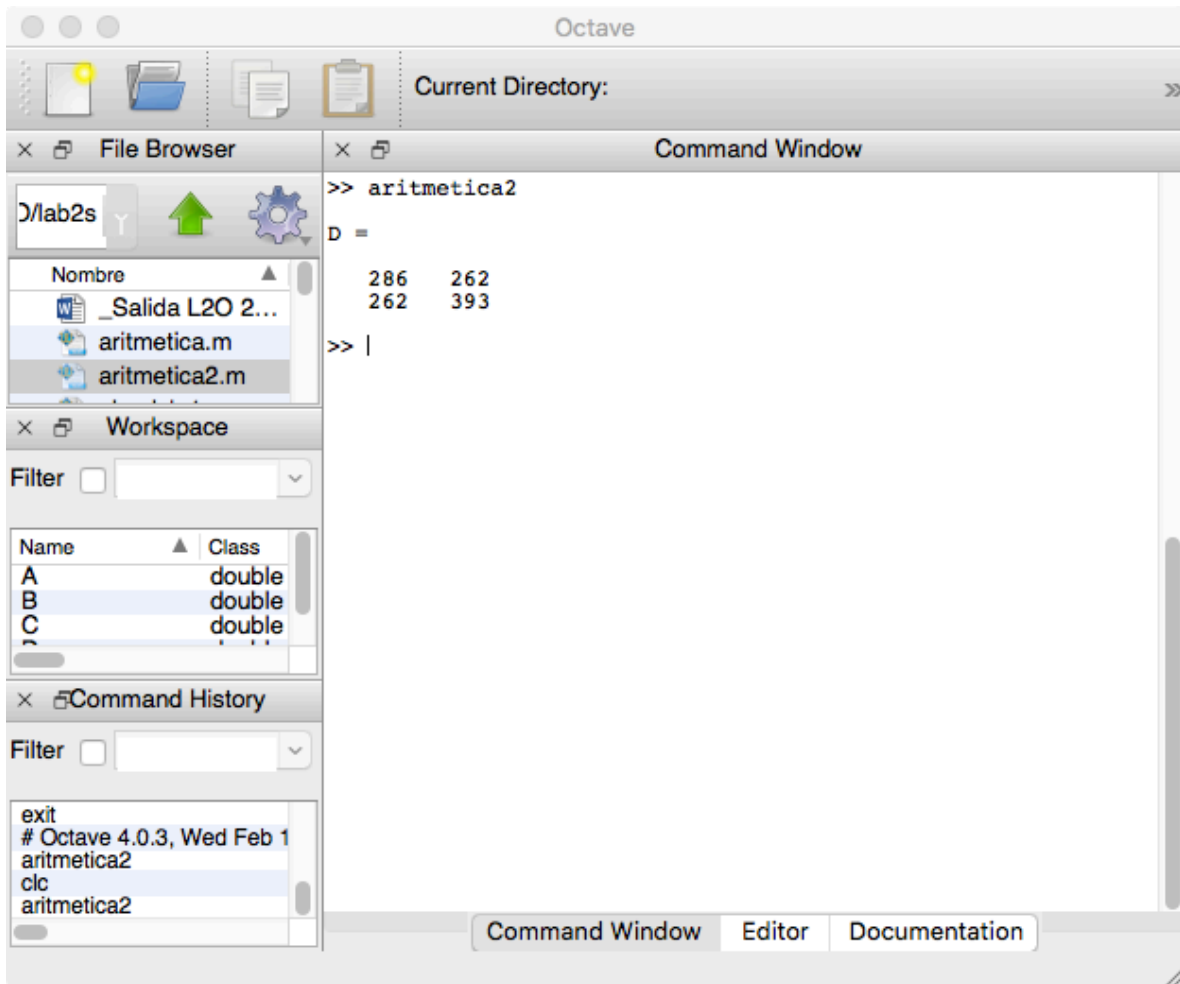 Octave
Current Directory:
File Browser
Command Window
/lab2s
Nombre
_Salida L2O 2...
aritmetica.m
aritmetica2.m
Workspace
Filter
Name Class
A double
B double
C double
Command History
Filter
exit
# Octave 4.0.3, Wed Feb 1
aritmetica2
clc
aritmetica2
>> aritmetica2
D =
286 262
262 393
>>
Command Window Editor Documentation